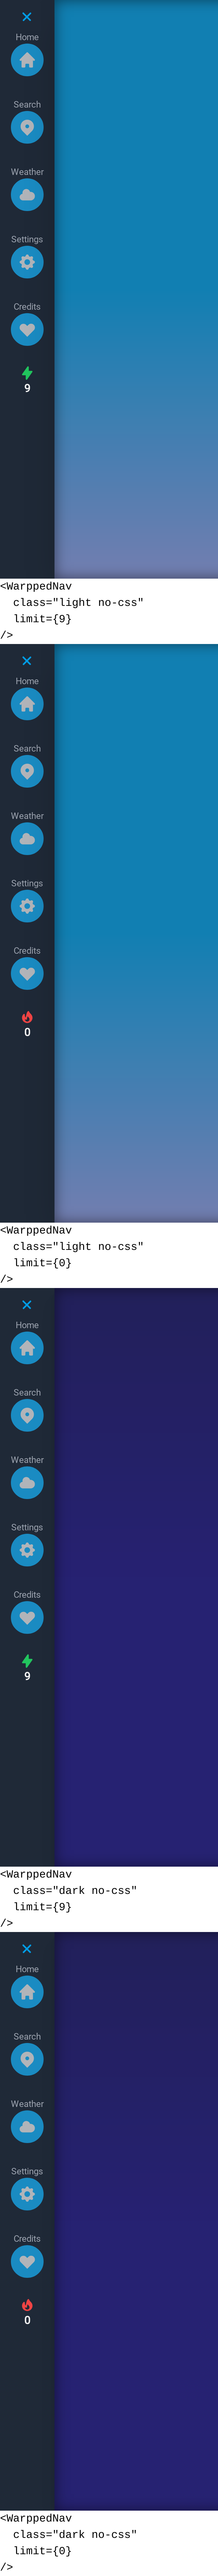 Home
Search
Weather
Settings
Credits
9
<WarppedNav
  class="light no-css"
  limit={9}
/>
Home
Search
Weather
Settings
Credits
0
<WarppedNav
  class="light no-css"
  limit={0}
/>
Home
Search
Weather
Settings
Credits
9
<WarppedNav
  class="dark no-css"
  limit={9}
/>
Home
Search
Weather
Settings
Credits
0
<WarppedNav
  class="dark no-css"
  limit={0}
/>